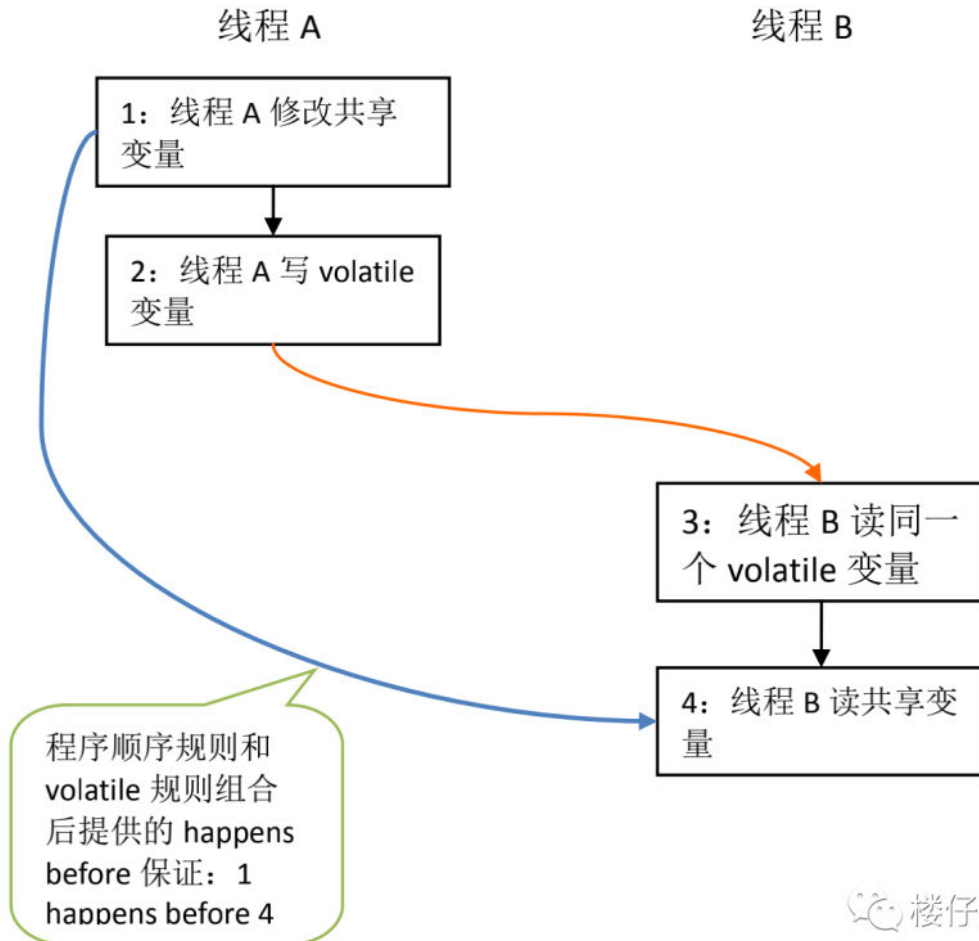 线程 A
线程 B
1：线程 A 修改共享
变量
2：线程 A 写 volatile
变量
3：线程 B 读同一
个 volatile 变量
4：线程 B 读共享变
量
程序顺序规则和
volatile 规则组合
后提供的 happens
before 保证：1
happens before 4
楼仔